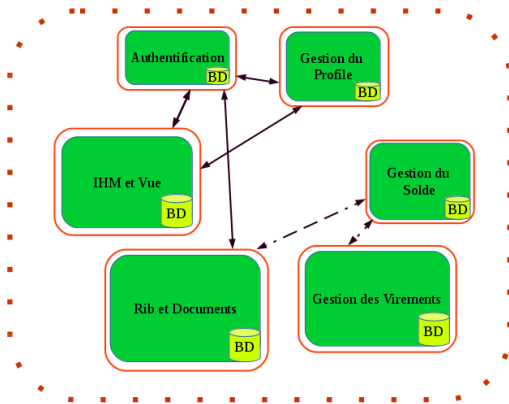 Authentification
BD
Gestion du
Profile
BD
IHM et Vue
BD
Gestion du
Solde
BD
Rib et Documents
BD
Gestion des Virements
BD